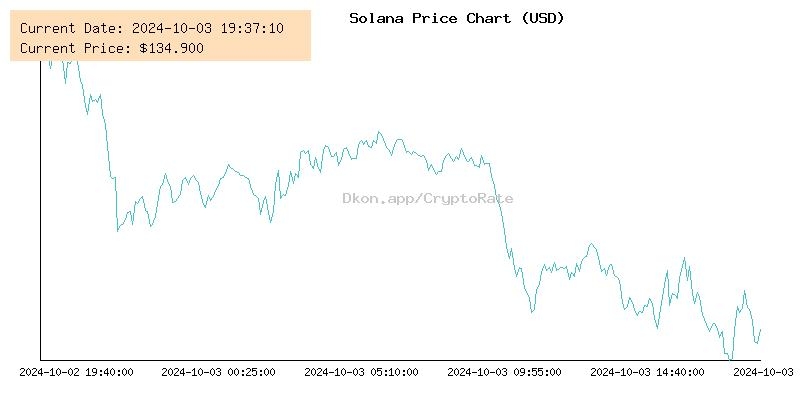 Solana Price Chart (USD)
Current Date: 2024-10-03 19:37:10
Current Price: $134.900
Dkon.app/CryptoRate
2024-10-02 19:40:00 2024-10-03 00:25:00 2024-10-03 05:10:00 2024-10-03 09:55:00 2024-10-03 14:40:00 2024-10-03